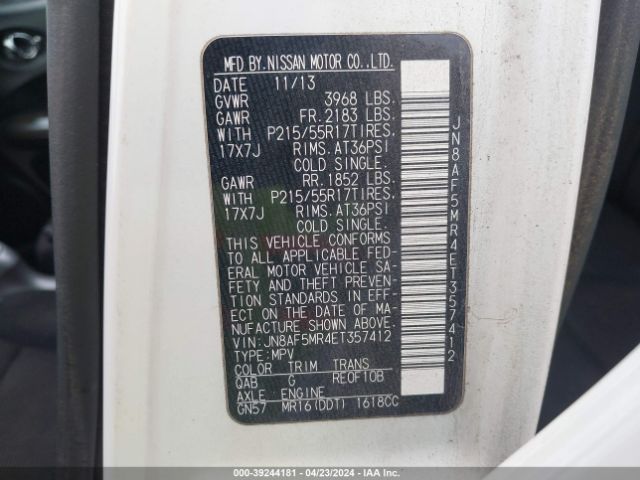 MFD BY.NISSAN MOTOR CO.,LTD.
DATE 11/13
GVWR 3968 LBS.
GAWR FR.2183 LBS.
WITH P215/55R17TIRES.
17X7J RIMS.AT36PSI
COLD SINGLE.
GAWR RR.1852 LBS.
WITH P215/55R17TIRES.
17X7J RIMS.AT36PSI
COLD SINGLE.
THIS VEHICLE CONFORMS
TO ALL APPLICABLE FED-
ERAL MOTOR VEHICLE SA-
FETY AND THEFT PREVEN-
TION STANDARDS IN EFF-
ECT ON THE DATE OF MA-
NUFACTURE SHOWN ABOVE.
VIN:JN8AF5MR4ET357412
TYPE:MPV
COLOR TRIM TRANS
QAB G RE0F10B
AXLE ENGINE
GN57 MR16(DDT) 1618CC
JN8AF5MR4ET357412
000-39244181 - 04/23/2024 - IAA Inc.